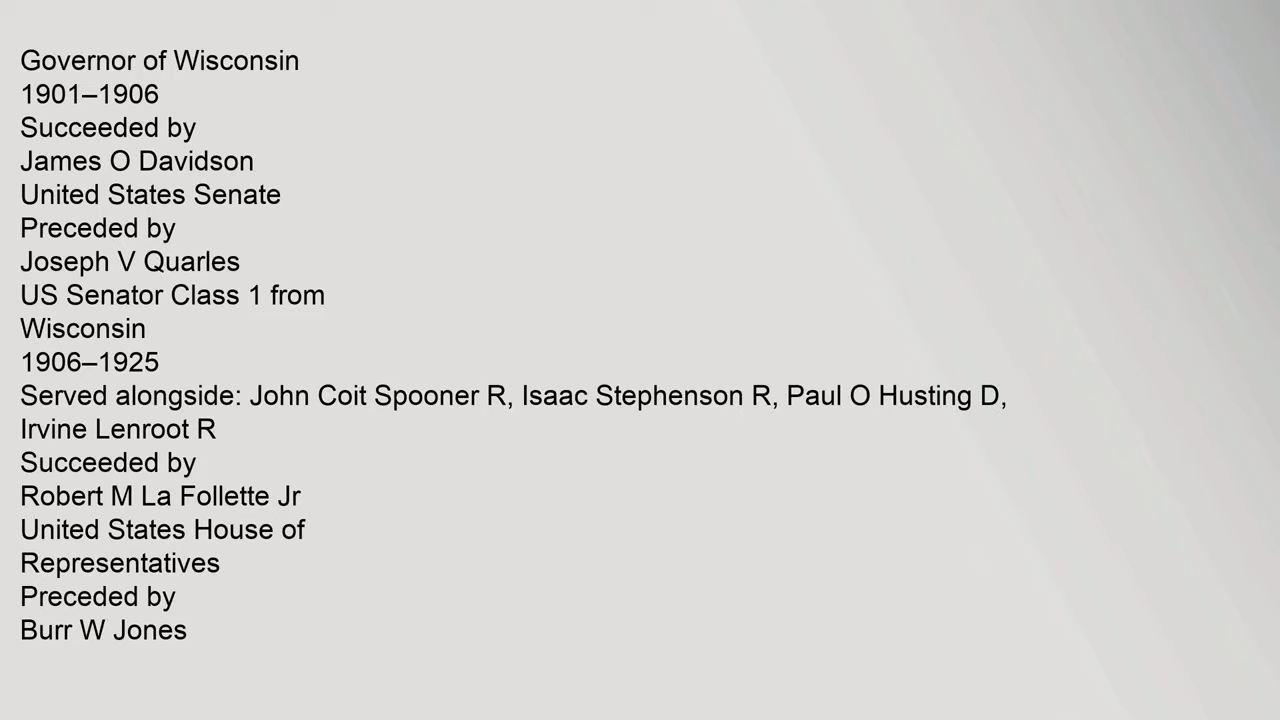 Governor of Wisconsin
1901–1906
Succeeded by
James O Davidson
United States Senate
Preceded by
Joseph V Quarles
US Senator Class 1 from
Wisconsin
1906–1925
Served alongside: John Coit Spooner R, Isaac Stephenson R, Paul O Husting D,
Irvine Lenroot R
Succeeded by
Robert M La Follette Jr
United States House of
Representatives
Preceded by
Burr W Jones